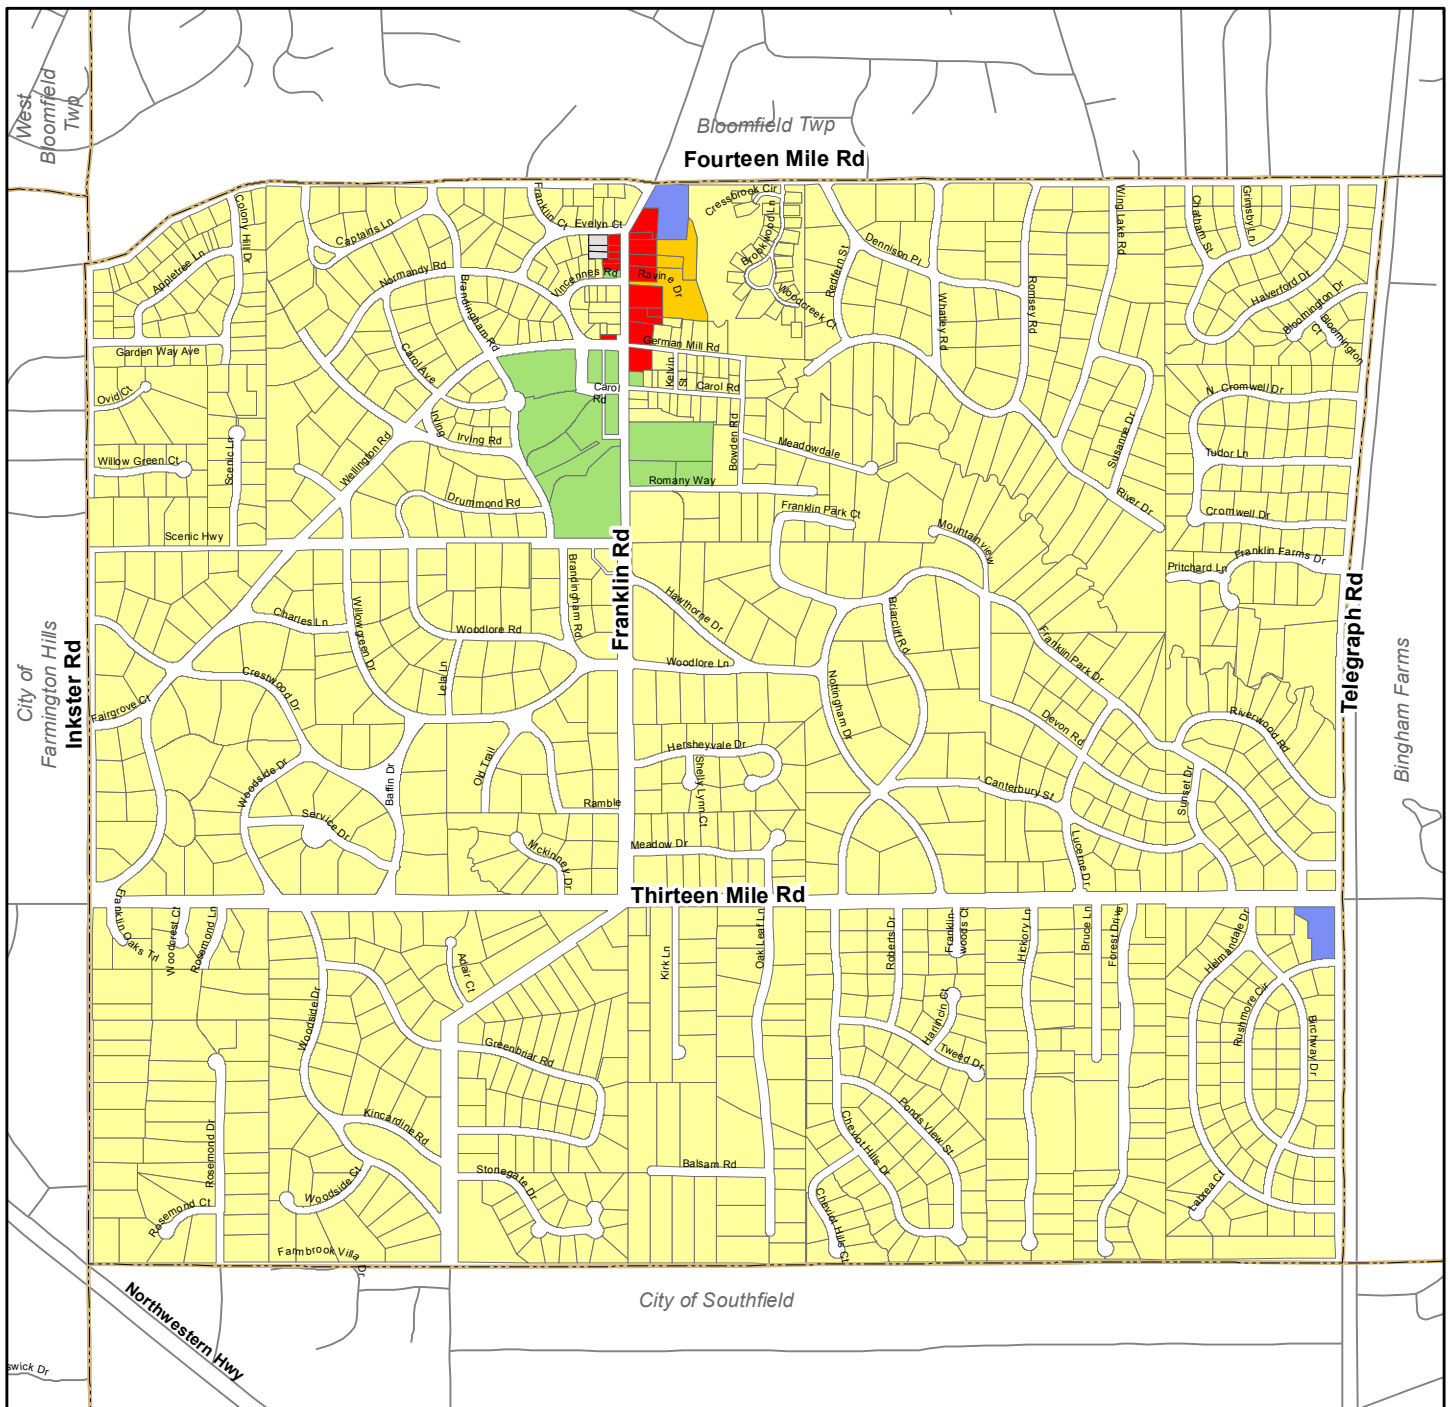 West
Bloomfield
Twp
Bloomfield Twp
Fourteen Mile Rd
Colony Hill Dr
Captains Ln
Franklin Ct
Evelyn Ct
Cressbrook Cir
Brookwood Ln
Wing Lake Rd
Chatham St
Grimsby Ln
Appletree Ln
Normandy Rd
Brandingham Rd
Vincennes Rd
Ravine Dr
Woodcreek Ct
Redfern St
Dennison Pl
Whatley Rd
Romsey Rd
Haverford Dr
Bloomington Dr
Bloomington
Ct
Garden Way Ave
Carol Ave
German Mill Rd
Kelvin
St
Carol Rd
Carol
Rd
Ovid Ct
Irving
Irving Rd
Bowden Rd
Meadowdale
Susanne Dr
N. Cromwell Dr
Tudor Ln
Willow Green Ct
Scenic Ln
Wellington Rd
Romany Way
Drummond Rd
Franklin Park Ct
Mountainview
River Dr
Cromwell Dr
Scenic Hwy
Franklin Rd
Brandingham Rd
Franklin Farms Dr
Pritchard Ln
Hawthorne Dr
Briarcliff Rd
Charles Ln
Willowgreen Dr
Woodlore Rd
Woodlore Ln
Franklin Park Dr
Telegraph Rd
Bingham Farms
City of
Farmington Hills
Inkster Rd
Lela Ln
Crestwood Dr
Fairgrove Ct
Nottingham Dr
Devon Rd
Riverwood Rd
Hersheyvale Dr
Shelly Lynn Ct
Old Trail
Baffin Dr
Woodside Dr
Service Dr
Ramble
Canterbury St
Sunset Dr
Meadow Dr
Mckinney Dr
Lucerne Dr
Thirteen Mile Rd
Franklin Oaks Trl
Woodcrest Ct
Rosemond Ln
Adair Ct
Kirk Ln
Oak Leaf Ln
Roberts Dr
Franklin
woods Ct
Hickory Ln
Bruce Ln
Forest Drive
Helmandale Dr
Woodside Dr
Harlincin Ct
Tweed Dr
Rushmore Cir
Birchway Dr
Greenbriar Rd
Kincardine Rd
Rosemond Dr
Ponds View St
Cheviot Hills Dr
Balsam Rd
Stonegate Dr
Woodside Ct
Rosemond Ct
Cheviot Hills Ct
Latxea Ct
Farmbrook Villa
Dr
Northwestern Hwy
City of Southfield
swick Dr